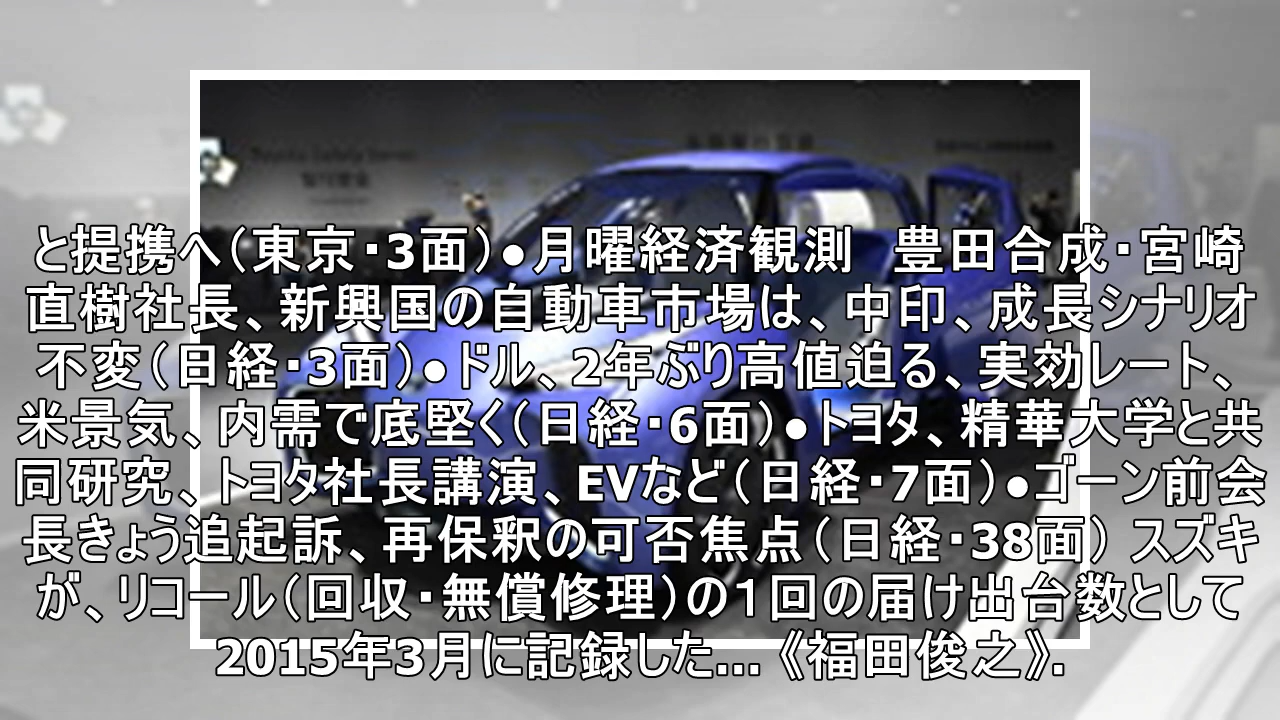 と提携へ（東京・3面）●月曜経済観測　豊田合成・宮崎
直樹社長、新興国の自動車市場は、中印、成長シナリオ
不変（日経・3面）●ドル、2年ぶり高値迫る、実効レート、
米景気、内需で底堅く（日経・6面）●トヨタ、精華大学と共
同研究、トヨタ社長講演、EVなど（日経・7面）●ゴーン前会
長きょう追起訴、再保釈の可否焦点（日経・38面） スズキ
が、リコール（回収・無償修理）の１回の届け出台数として
2015年3月に記録した... 《福田俊之》.